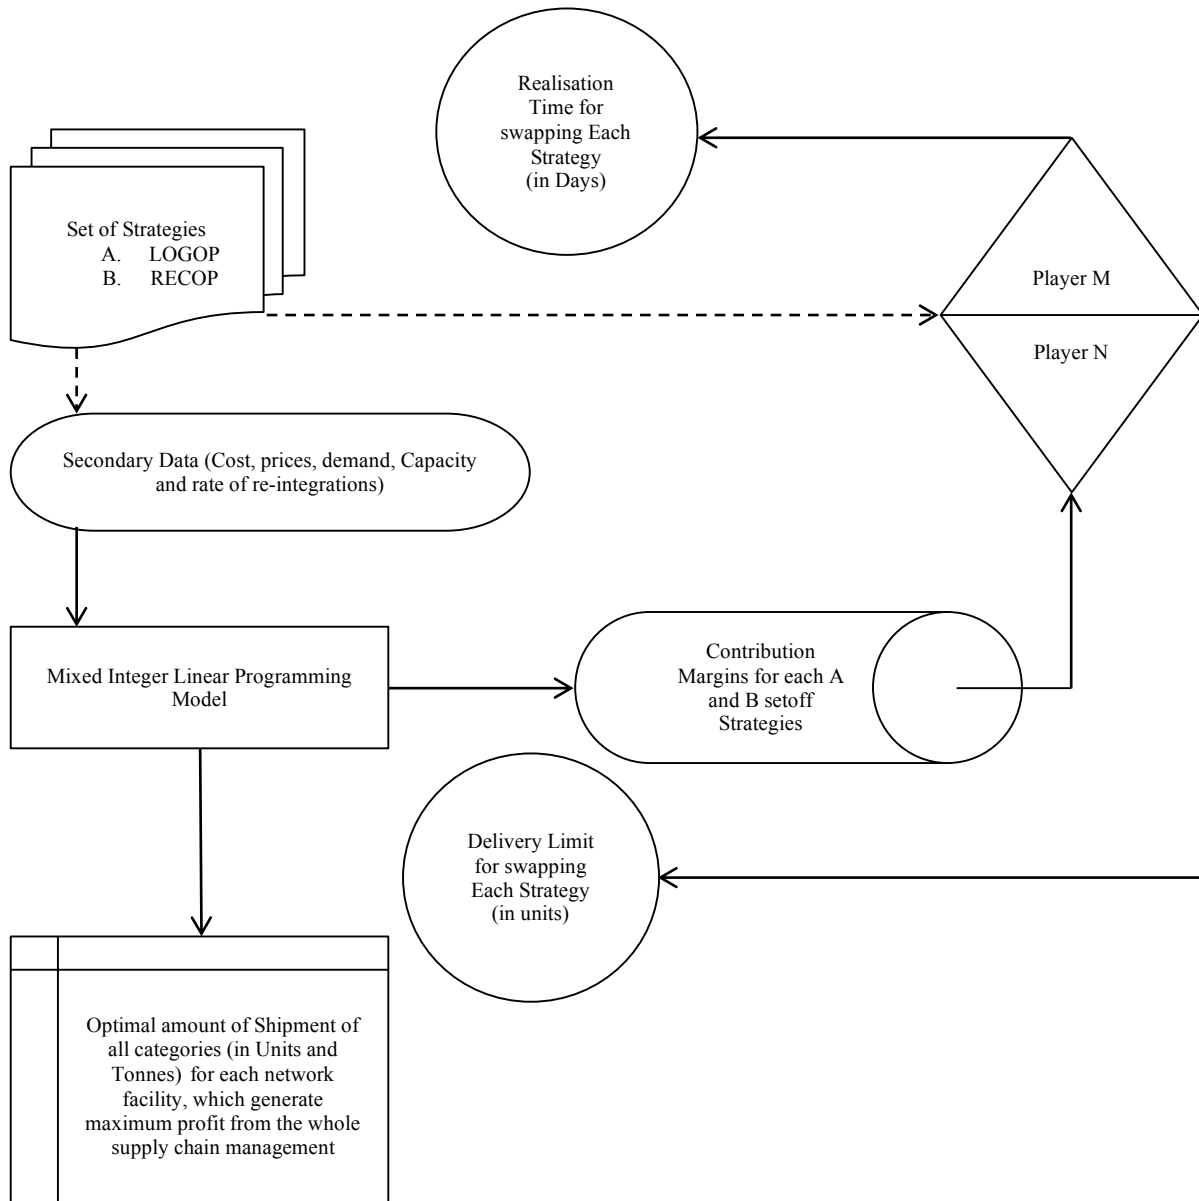 Realisation
Time for
swapping Each
Strategy
(in Days)
Set of Strategies
A. LOGOP
B. RECOP
Player M
Player N
Secondary Data (Cost, prices, demand, Capacity
and rate of re-integrations)
Mixed Integer Linear Programming
Model
Contribution
Margins for each A
and B setoff
Strategies
Delivery Limit
for swapping
Each Strategy
(in units)
Optimal amount of Shipment of
all categories (in Units and
Tonnes) for each network
facility, which generate
maximum profit from the whole
supply chain management